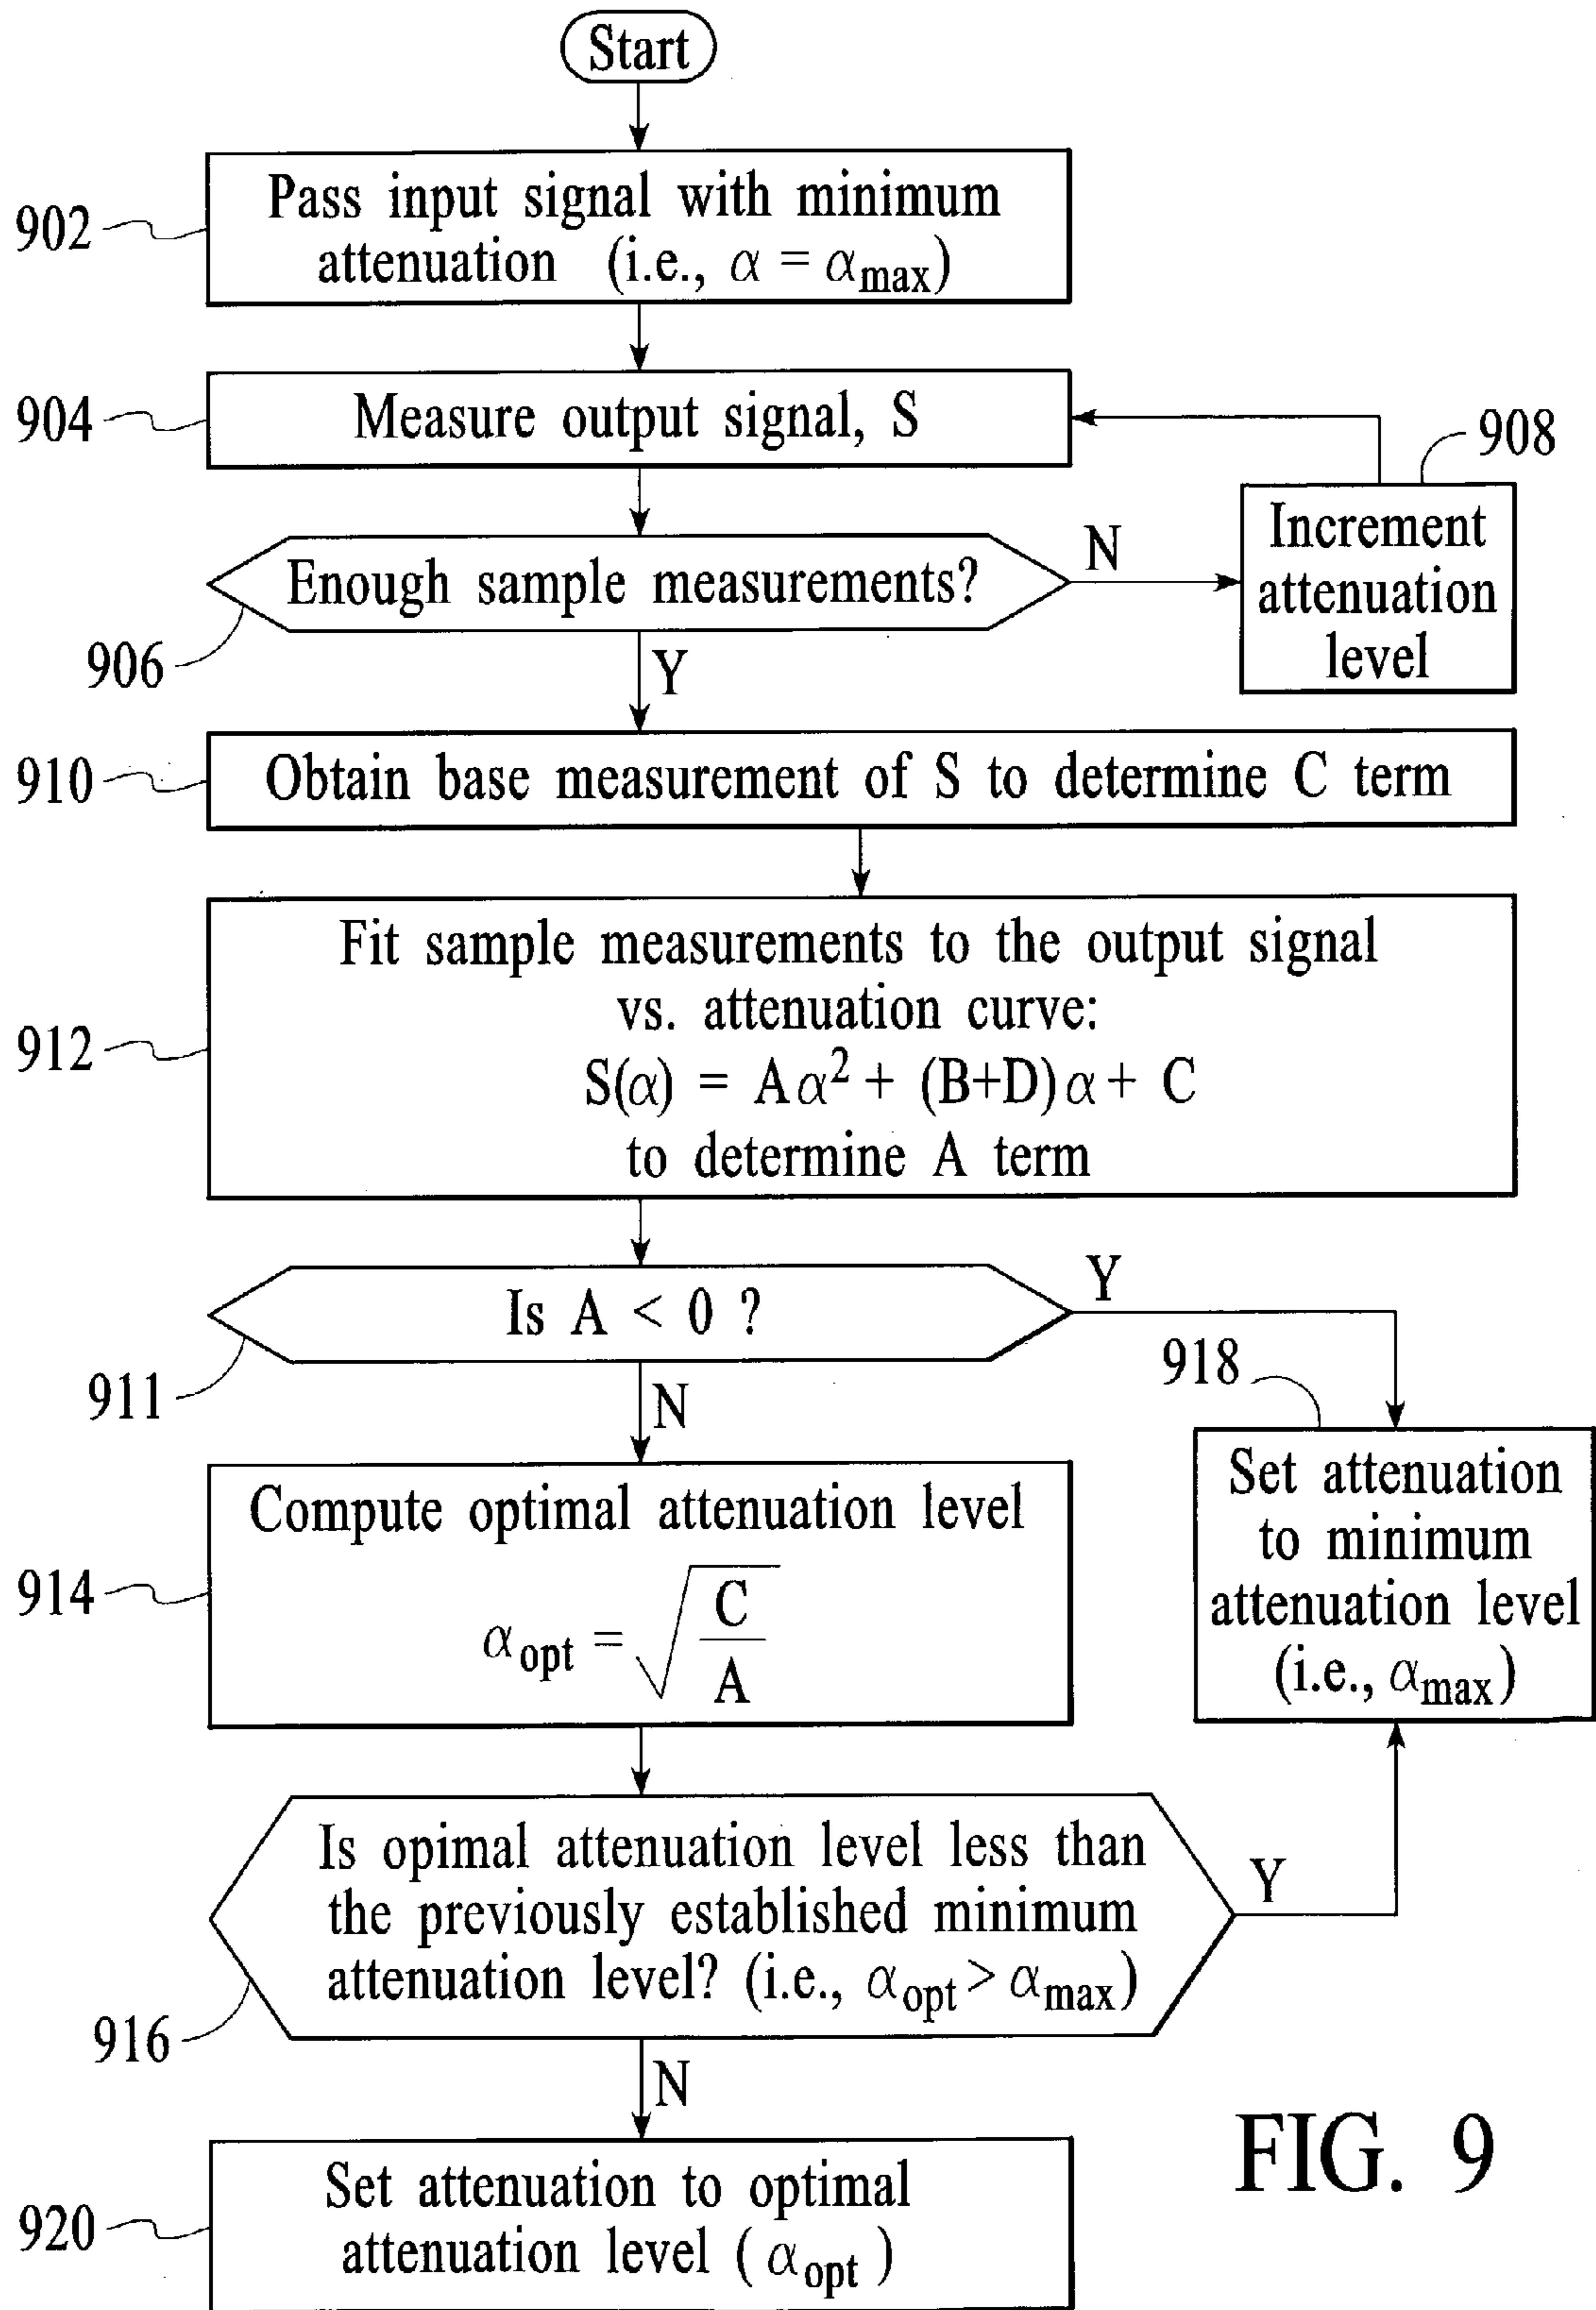 Start
Pass input signal with minimum
attenuation (i.e., α = αmax)
902
Measure output signal, S
904
908
Increment
attenuation
level
Enough sample measurements?
N
906
Y
Obtain base measurement of S to determine C term
910
Fit sample measurements to the output signal
vs. attenuation curve:
S(α) = Aα² + (B+D)α + C
to determine A term
912
Is A < 0 ?
Y
911
N
918
Set attenuation
to minimum
attenuation level
(i.e., αmax)
Compute optimal attenuation level
αopt = √(C/A)
914
Is opimal attenuation level less than
the previously established minimum
attenuation level? (i.e., αopt > αmax)
Y
916
N
Set attenuation to optimal
attenuation level (αopt)
920
FIG. 9